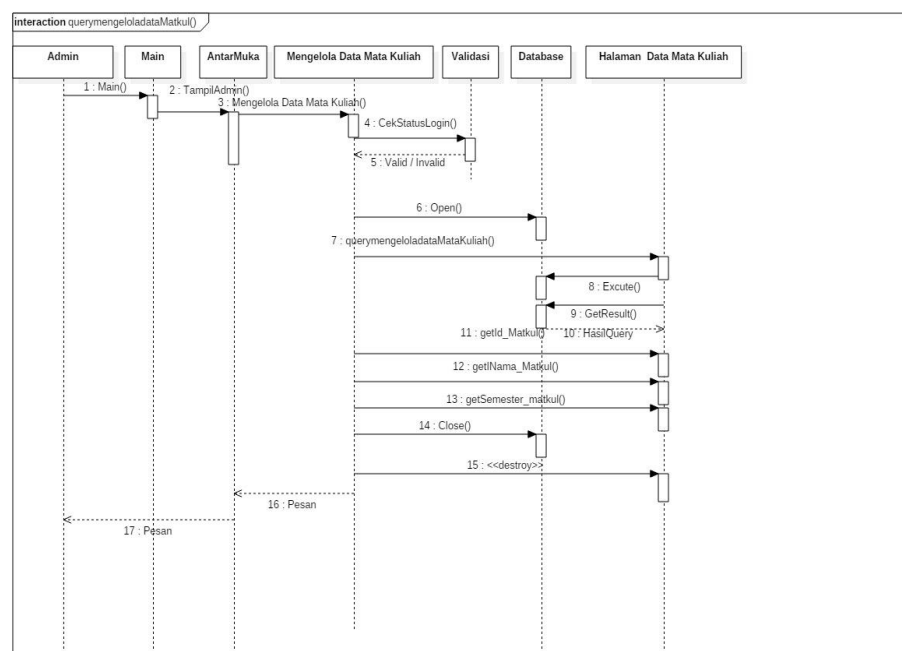 interaction querymengeloladataMatkul()
Admin
Main
AntarMuka
Mengelola Data Mata Kuliah
Validasi
Database
Halaman Data Mata Kuliah
1 : Main()
2 : TampilAdmin()
3 : Mengelola Data Mata Kuliah()
4 : CekStatusLogin()
5 : Valid / Invalid
6 : Open()
7 : querymengeloladataMataKuliah()
8 : Excute()
9 : GetResult()
10 : HasilQuery
11 : getId_Matkul()
12 : getINama_Matkul()
13 : getSemester_matkul()
14 : Close()
15 : <<destroy>>
16 : Pesan
17 : Pesan